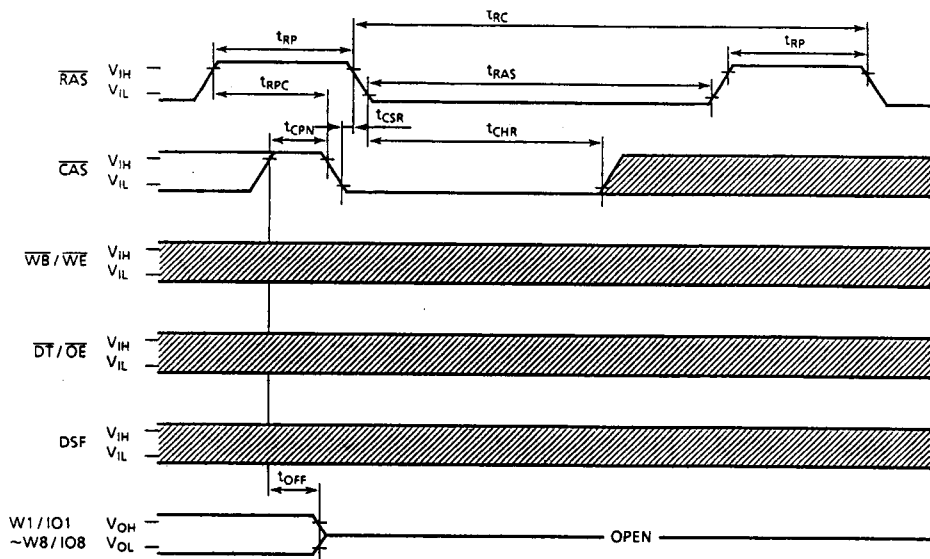 tRC
tRP
tRP
RAS
VIH
VIL
tRAS
tRPC
tCSR
tCPN
tCHR
CAS
VIH
VIL
WB / WE
VIH
VIL
DT / OE
VIH
VIL
DSF
VIH
VIL
tOFF
W1 / IO1
~W8 / IO8
VOH
VOL
OPEN